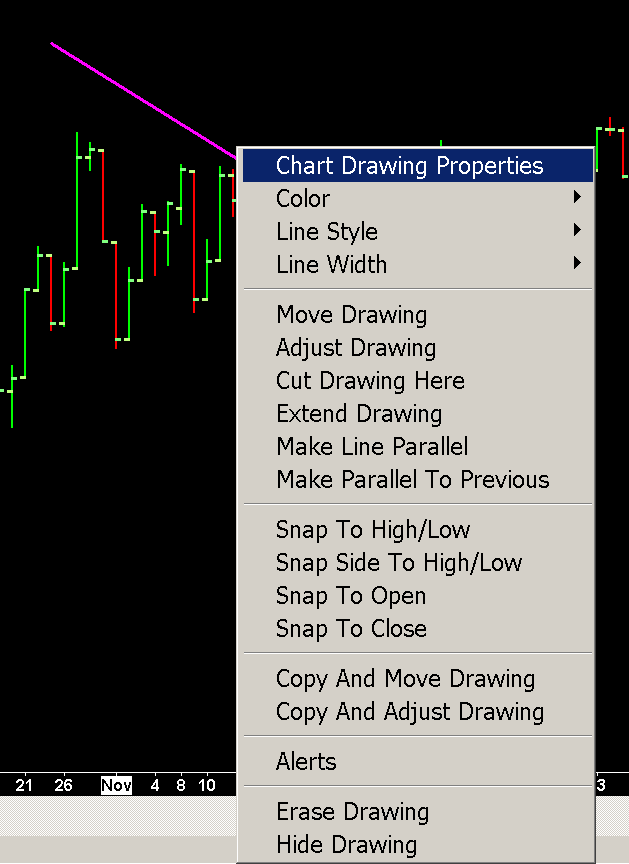 Chart Drawing Properties
Color
Line Style
Line Width
Move Drawing
Adjust Drawing
Cut Drawing Here
Extend Drawing
Make Line Parallel
Make Parallel To Previous
Snap To High/Low
Snap Side To High/Low
Snap To Open
Snap To Close
Copy And Move Drawing
Copy And Adjust Drawing
Alerts
21 26 Nov 4 8 10 3
Erase Drawing
Hide Drawing